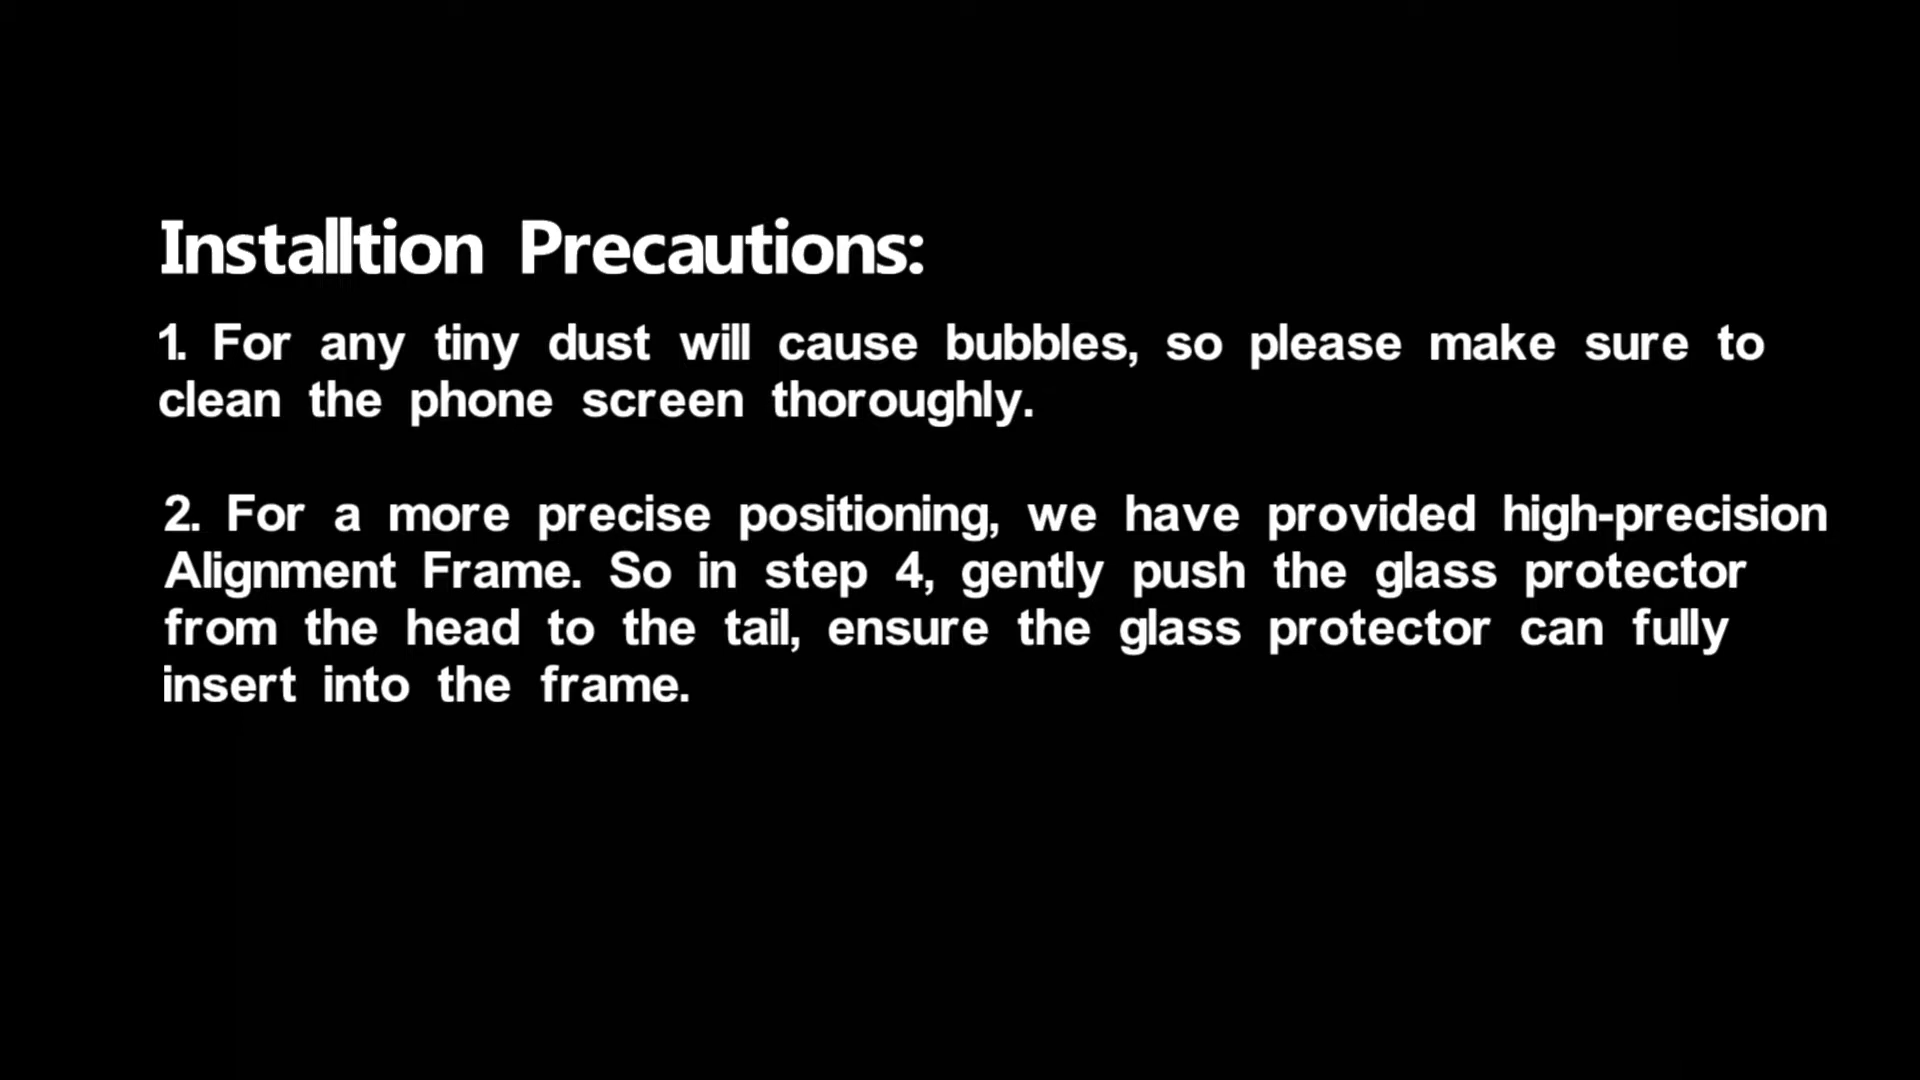 Installtion Precautions:
1. For any tiny dust will cause bubbles, so please make sure to
clean the phone screen thoroughly.
2. For a more precise positioning, we have provided high-precision
Alignment Frame. So in step 4, gently push the glass protector
from the head to the tail, ensure the glass protector can fully
insert into the frame.